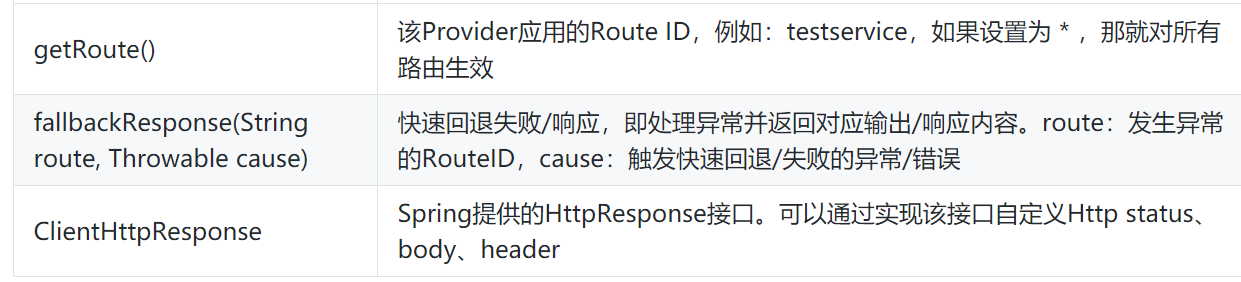 getRoute()
该Provider应用的Route ID，例如：testservice，如果设置为 * ，那就对所有
路由生效
fallbackResponse(String
route, Throwable cause)
快速回退失败/响应，即处理异常并返回对应输出/响应内容。route：发生异常
的RouteID，cause：触发快速回退/失败的异常/错误
ClientHttpResponse
Spring提供的HttpResponse接口。可以通过实现该接口自定义Http status、
body、header